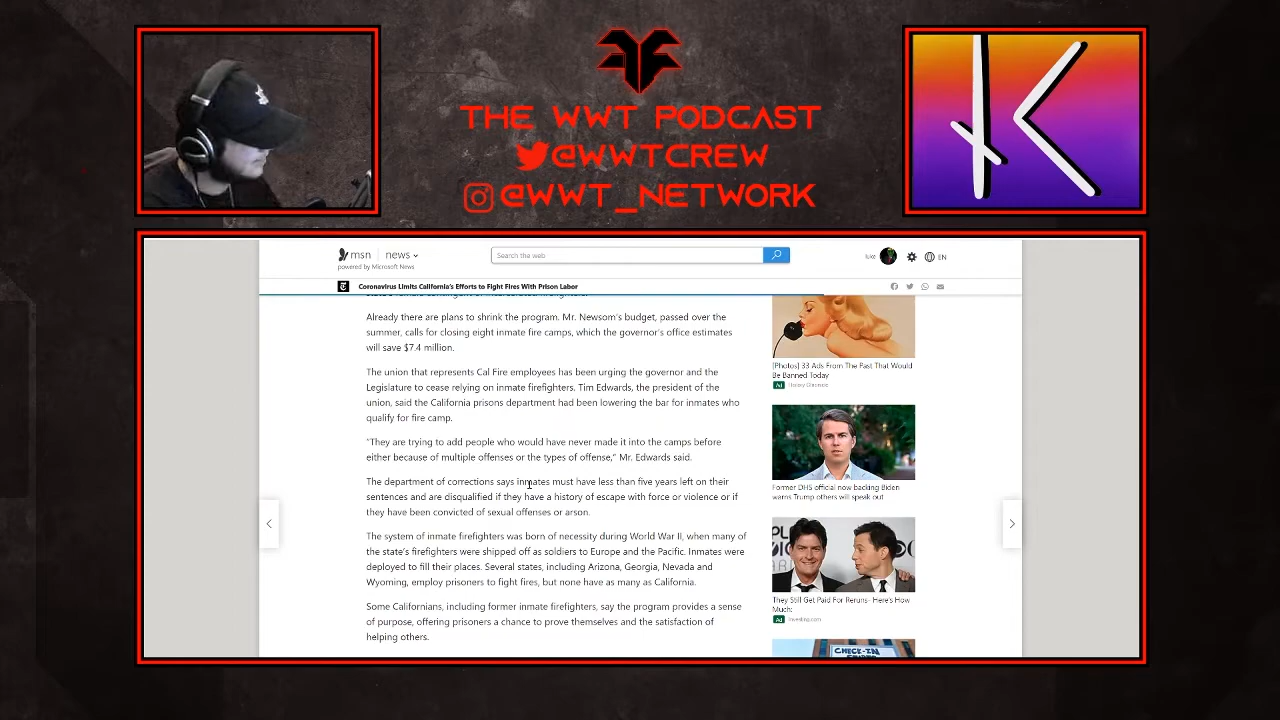 THE WWT PODCAST
@WWTCREW
@WWT_NETWORK
msn news
powered by Microsoft News
Search the web
luke
EN
Coronavirus Limits California's Efforts to Fight Fires With Prison Labor
Already there are plans to shrink the program. Mr. Newsom's budget, passed over the
summer, calls for closing eight inmate fire camps, which the governor's office estimates
will save $7.4 million.
The union that represents Cal Fire employees has been urging the governor and the
Legislature to cease relying on inmate firefighters. Tim Edwards, the president of the
union, said the California prisons department had been lowering the bar for inmates who
qualify for fire camp.
“They are trying to add people who would have never made it into the camps before
either because of multiple offenses or the types of offense,” Mr. Edwards said.
The department of corrections says inmates must have less than five years left on their
sentences and are disqualified if they have a history of escape with force or violence or if
they have been convicted of sexual offenses or arson.
The system of inmate firefighters was born of necessity during World War II, when many of
the state's firefighters were shipped off as soldiers to Europe and the Pacific. Inmates were
deployed to fill their places. Several states, including Arizona, Georgia, Nevada and
Wyoming, employ prisoners to fight fires, but none have as many as California.
Some Californians, including former inmate firefighters, say the program provides a sense
of purpose, offering prisoners a chance to prove themselves and the satisfaction of
helping others.
[Photos] 33 Ads From The Past That Would
Be Banned Today
Ad
Former DHS official now backing Biden
warns Trump others will speak out
They Still Get Paid For Reruns- Here's How
Much:
Ad Investing.com
CHECK-IN